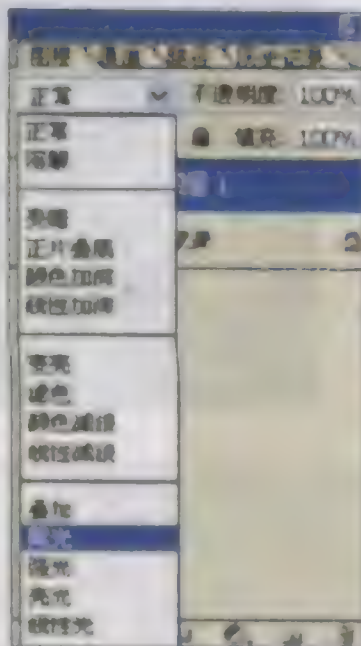 正常 不透明度: 100%
正常 填充: 100%
溶解
变暗
正片叠底
颜色加深
线性加深
变亮
滤色
颜色减淡
线性减淡
叠加
柔光
强光
亮光
线性光